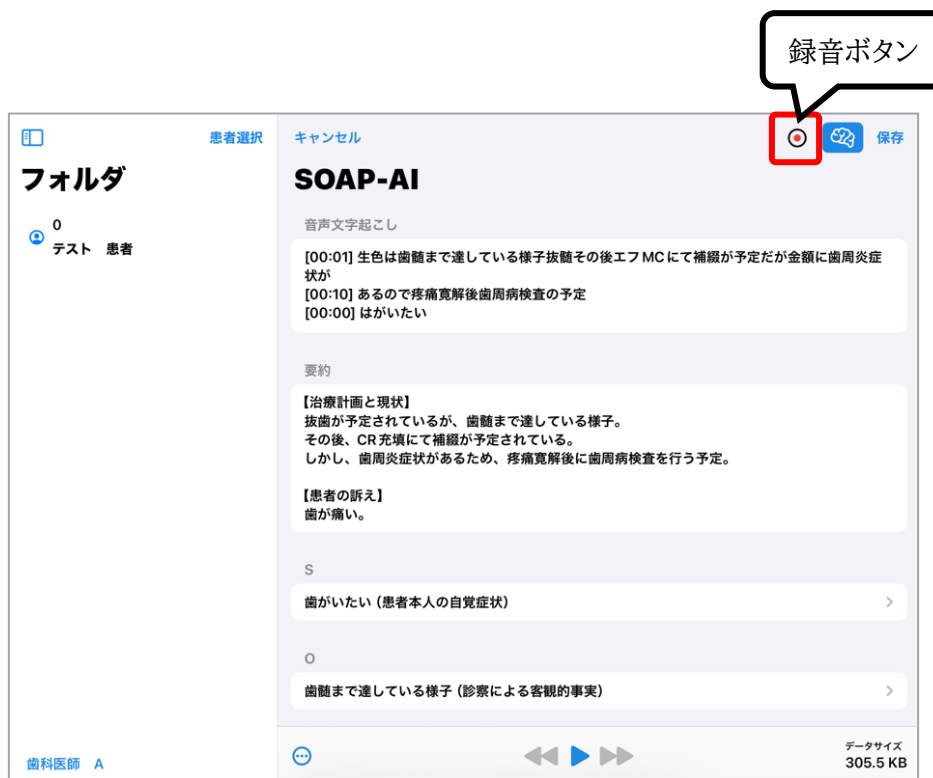 録音ボタン
患者選択
キャンセル
保存
フォルダ
SOAP-AI
0
テスト 患者
音声文字起こし
[00:01] 生色は歯髄まで達している様子抜髄その後エフMCにて補綴が予定だが金額に歯周炎症
状が
[00:10] あるので疼痛寛解後歯周病検査の予定
[00:00] はがいたい
要約
【治療計画と現状】
抜歯が予定されているが、歯髄まで達している様子。
その後、CR充填にて補綴が予定されている。
しかし、歯周炎症状があるため、疼痛寛解後に歯周病検査を行う予定。
【患者の訴え】
歯が痛い。
S
歯がいたい（患者本人の自覚症状）
O
歯髄まで達している様子（診察による客観的事実）
歯科医師 A
データサイズ
305.5 KB